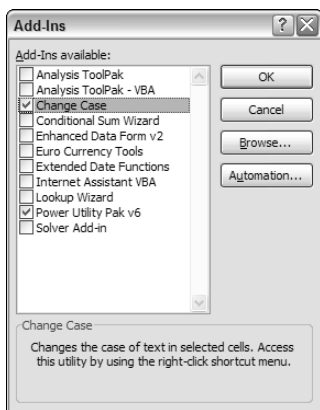 Add-Ins
Add-Ins available:
Analysis ToolPak
Analysis ToolPak - VBA
Change Case
Conditional Sum Wizard
Enhanced Data Form v2
Euro Currency Tools
Extended Date Functions
Internet Assistant VBA
Lookup Wizard
Power Utility Pak v6
Solver Add-in
OK
Cancel
Browse...
Automation...
Change Case
Changes the case of text in selected cells. Access
this utility by using the right-click shortcut menu.